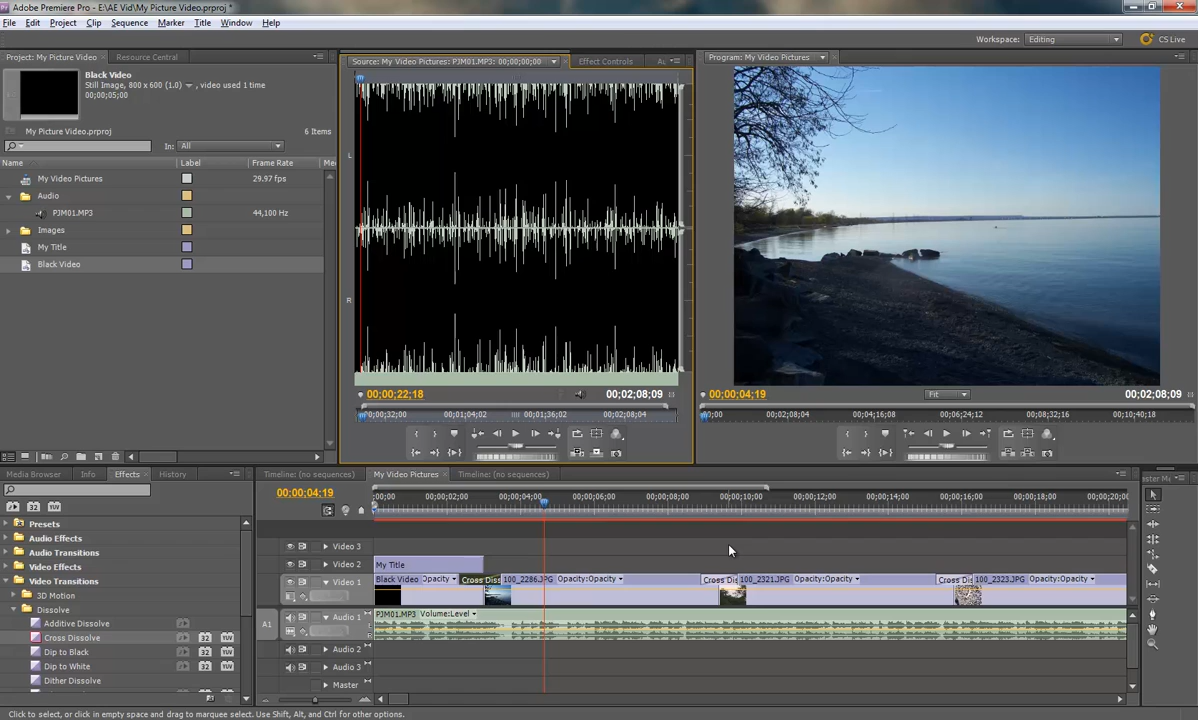 Adobe Premiere Pro - E:\AE Vid\My Picture Video.prproj *
File Edit Project Clip Sequence Marker Title Window Help
Workspace: Editing CS Live
Project: My Picture Video Resource Central
Black Video
Still Image, 800 x 600 (1.0) , video used 1 time
00;00;05;00
My Picture Video.prproj 6 Items
In: All
Name Label Frame Rate Me
My Video Pictures 29.97 fps
Audio
PJM01.MP3 44,100 Hz
Images
My Title
Black Video
Source: My Video Pictures: PJM01.MP3: 00;00;00;00 Effect Controls Au
L
R
00;00;22;18 00;02;08;09
00;00;32;00 00;01;04;02 00;01;36;02 00;02;08;04
Program: My Video Pictures
00;00;04;19 Fit 00;02;08;09
;00;00 00;02;08;04 00;04;16;08 00;06;24;12 00;08;32;16 00;10;40;18
Media Browser Info Effects History
32 YUV
Presets
Audio Effects
Audio Transitions
Video Effects
Video Transitions
3D Motion
Dissolve
Additive Dissolve
Cross Dissolve
Dip to Black
Dip to White
Dither Dissolve
Timeline: (no sequences) My Video Pictures Timeline: (no sequences)
00;00;04;19
;00;00 00;00;02;00 00;00;04;00 00;00;06;00 00;00;08;00 00;00;10;00 00;00;12;00 00;00;14;00 00;00;16;00 00;00;18;00 00;00;20;0
Video 3
Video 2 My Title
Video 1 Black Video Opacity Cross Dis 100_2286.JPG Opacity:Opacity Cross Dis 100_2321.JPG Opacity:Opacity Cross Dis 100_2323.JPG Opacity:Opacity
A1 Audio 1 PJM01.MP3 Volume:Level
Audio 2
Audio 3
Master
Master M
Click to select, or click in empty space and drag to marquee select. Use Shift, Alt, and Ctrl for other options.